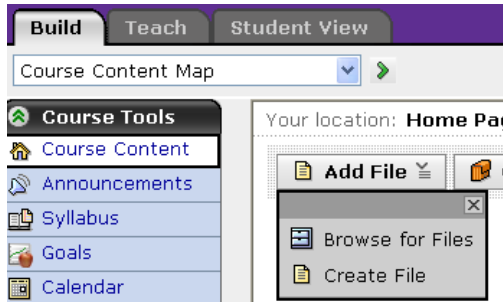 Build Teach Student View
Course Content Map
Course Tools
Course Content
Announcements
Syllabus
Goals
Calendar
Your location: Home
Add File
Browse for Files
Create File